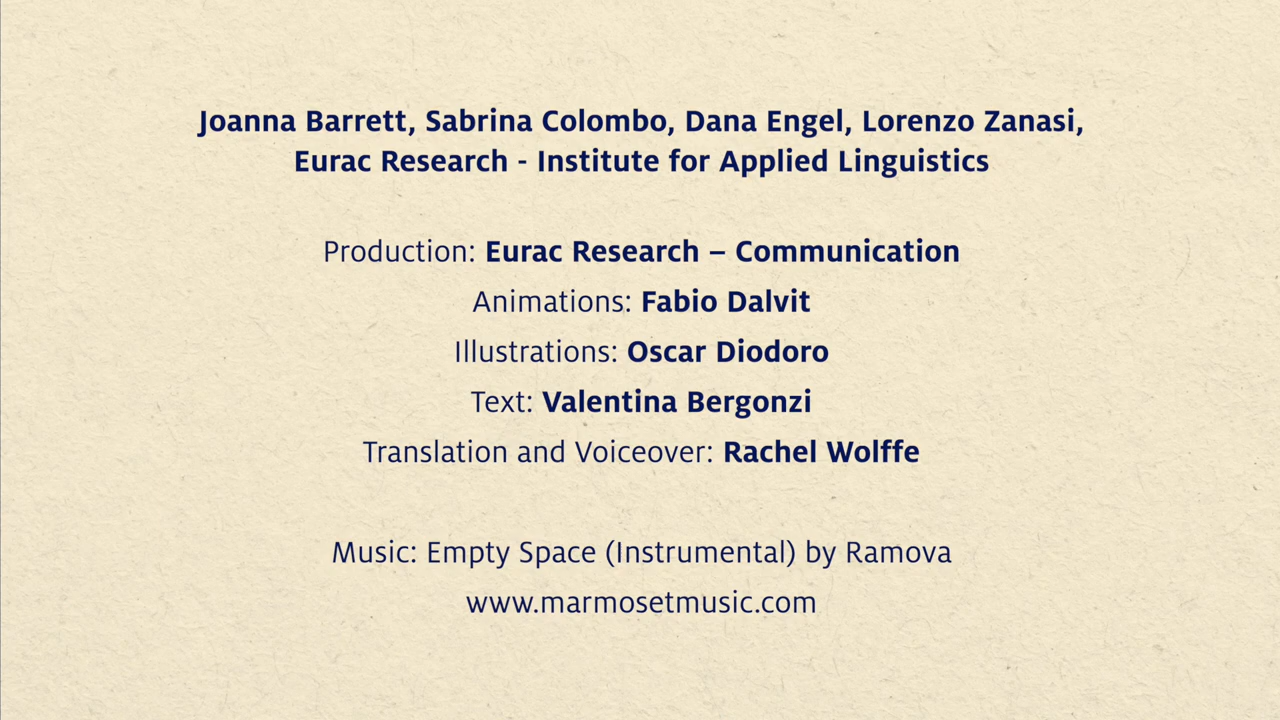 Joanna Barrett, Sabrina Colombo, Dana Engel, Lorenzo Zanasi,
Eurac Research - Institute for Applied Linguistics
Production: Eurac Research – Communication
Animations: Fabio Dalvit
Illustrations: Oscar Diodoro
Text: Valentina Bergonzi
Translation and Voiceover: Rachel Wolffe
Music: Empty Space (Instrumental) by Ramova
www.marmosetmusic.com